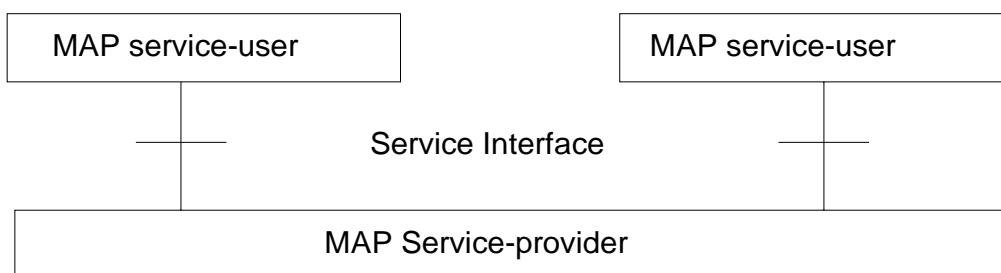 MAP service-user
MAP service-user
Service Interface
MAP Service-provider